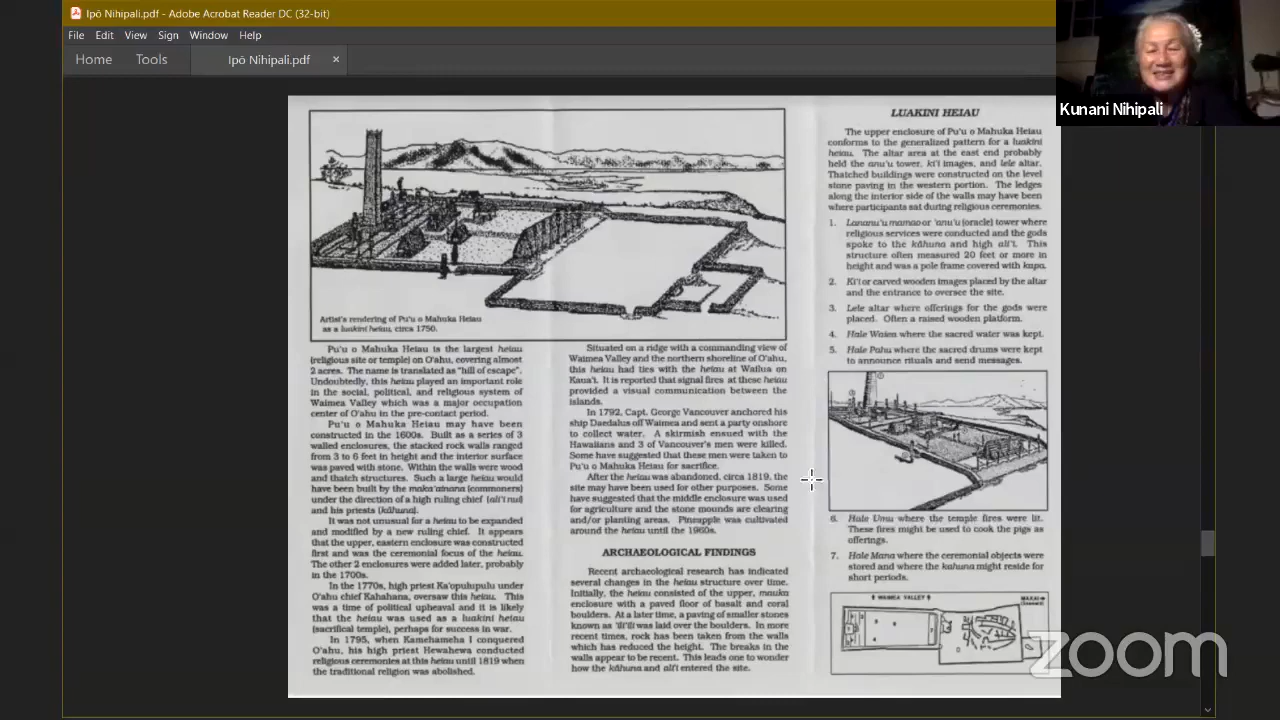 Ipō Nihipali.pdf - Adobe Acrobat Reader DC (32-bit)
File Edit View Sign Window Help
Home Tools Ipō Nihipali.pdf ×
Kunani Nihipali
Artist's rendering of Pu'u o Mahuka Heiau
as a luakini heiau, circa 1750.
Pu'u o Mahuka Heiau is the largest heiau
(religious site or temple) on O'ahu, covering almost
2 acres. The name is translated as "hill of escape".
Undoubtedly, this heiau played an important role
in the social, political, and religious system of
Waimea Valley which was a major occupation
center of O'ahu in the pre-contact period.
Pu'u o Mahuka Heiau may have been
constructed in the 1600s. Built as a series of 3
walled enclosures, the stacked rock walls ranged
from 3 to 6 feet in height and the interior surface
was paved with stone. Within the walls were wood
and thatch structures. Such a large heiau would
have been built by the maka'ainana (commoners)
under the direction of a high ruling chief (ali'i nui)
and his priests (kāhuna).
It was not unusual for a heiau to be expanded
and modified by a new ruling chief. It appears
that the upper, eastern enclosure was constructed
first and was the ceremonial focus of the heiau.
The other 2 enclosures were added later, probably
in the 1700s.
In the 1770s, high priest Ka'opulupulu under
O'ahu chief Kahahana, oversaw this heiau. This
was a time of political upheaval and it is likely
that the heiau was used as a luakini heiau
(sacrificial temple), perhaps for success in war.
In 1795, when Kamehameha I conquered
O'ahu, his high priest Hewahewa conducted
religious ceremonies at this heiau until 1819 when
the traditional religion was abolished.
Situated on a ridge with a commanding view of
Waimea Valley and the northern shoreline of O'ahu,
this heiau had ties with the heiau at Wailua on
Kaua'i. It is reported that signal fires at these heiau
provided a visual communication between the
islands.
In 1792, Capt. George Vancouver anchored his
ship Daedalus off Waimea and sent a party onshore
to collect water. A skirmish ensued with the
Hawaiians and 3 of Vancouver's men were killed.
Some have suggested that these men were taken to
Pu'u o Mahuka Heiau for sacrifice.
After the heiau was abandoned, circa 1819, the
site may have been used for other purposes. Some
have suggested that the middle enclosure was used
for agriculture and the stone mounds are clearing
and/or planting areas. Pineapple was cultivated
around the heiau until the 1960s.
ARCHAEOLOGICAL FINDINGS
Recent archaeological research has indicated
several changes in the heiau structure over time.
Initially, the heiau consisted of the upper, mauka
enclosure with a paved floor of basalt and coral
boulders. At a later time, a paving of smaller stones
known as 'ili'ili was laid over the boulders. In more
recent times, rock has been taken from the walls
which has reduced the height. The breaks in the
walls appear to be recent. This leads one to wonder
how the kāhuna and ali'i entered the site.
LUAKINI HEIAU
The upper enclosure of Pu'u o Mahuka Heiau
conforms to the generalized pattern for a luakini
heiau. The altar area at the east end probably
held the anu'u tower, ki'i images, and lele altar.
Thatched buildings were constructed on the level
stone paving in the western portion. The ledges
along the interior side of the walls may have been
where participants sat during religious ceremonies.
1. Lananu'u mamao or 'anu'u (oracle) tower where
religious services were conducted and the gods
spoke to the kāhuna and high ali'i. This
structure often measured 20 feet or more in
height and was a pole frame covered with kapa.
2. Ki'i or carved wooden images placed by the altar
and the entrance to oversee the site.
3. Lele altar where offerings for the gods were
placed. Often a raised wooden platform.
4. Hale Waiea where the sacred water was kept.
5. Hale Pahu where the sacred drums were kept
to announce rituals and send messages.
6. Hale Umu where the temple fires were lit.
These fires might be used to cook the pigs as
offerings.
7. Hale Mana where the ceremonial objects were
stored and where the kahuna might reside for
short periods.
WAIMEA VALLEY
MAKAI
zoom